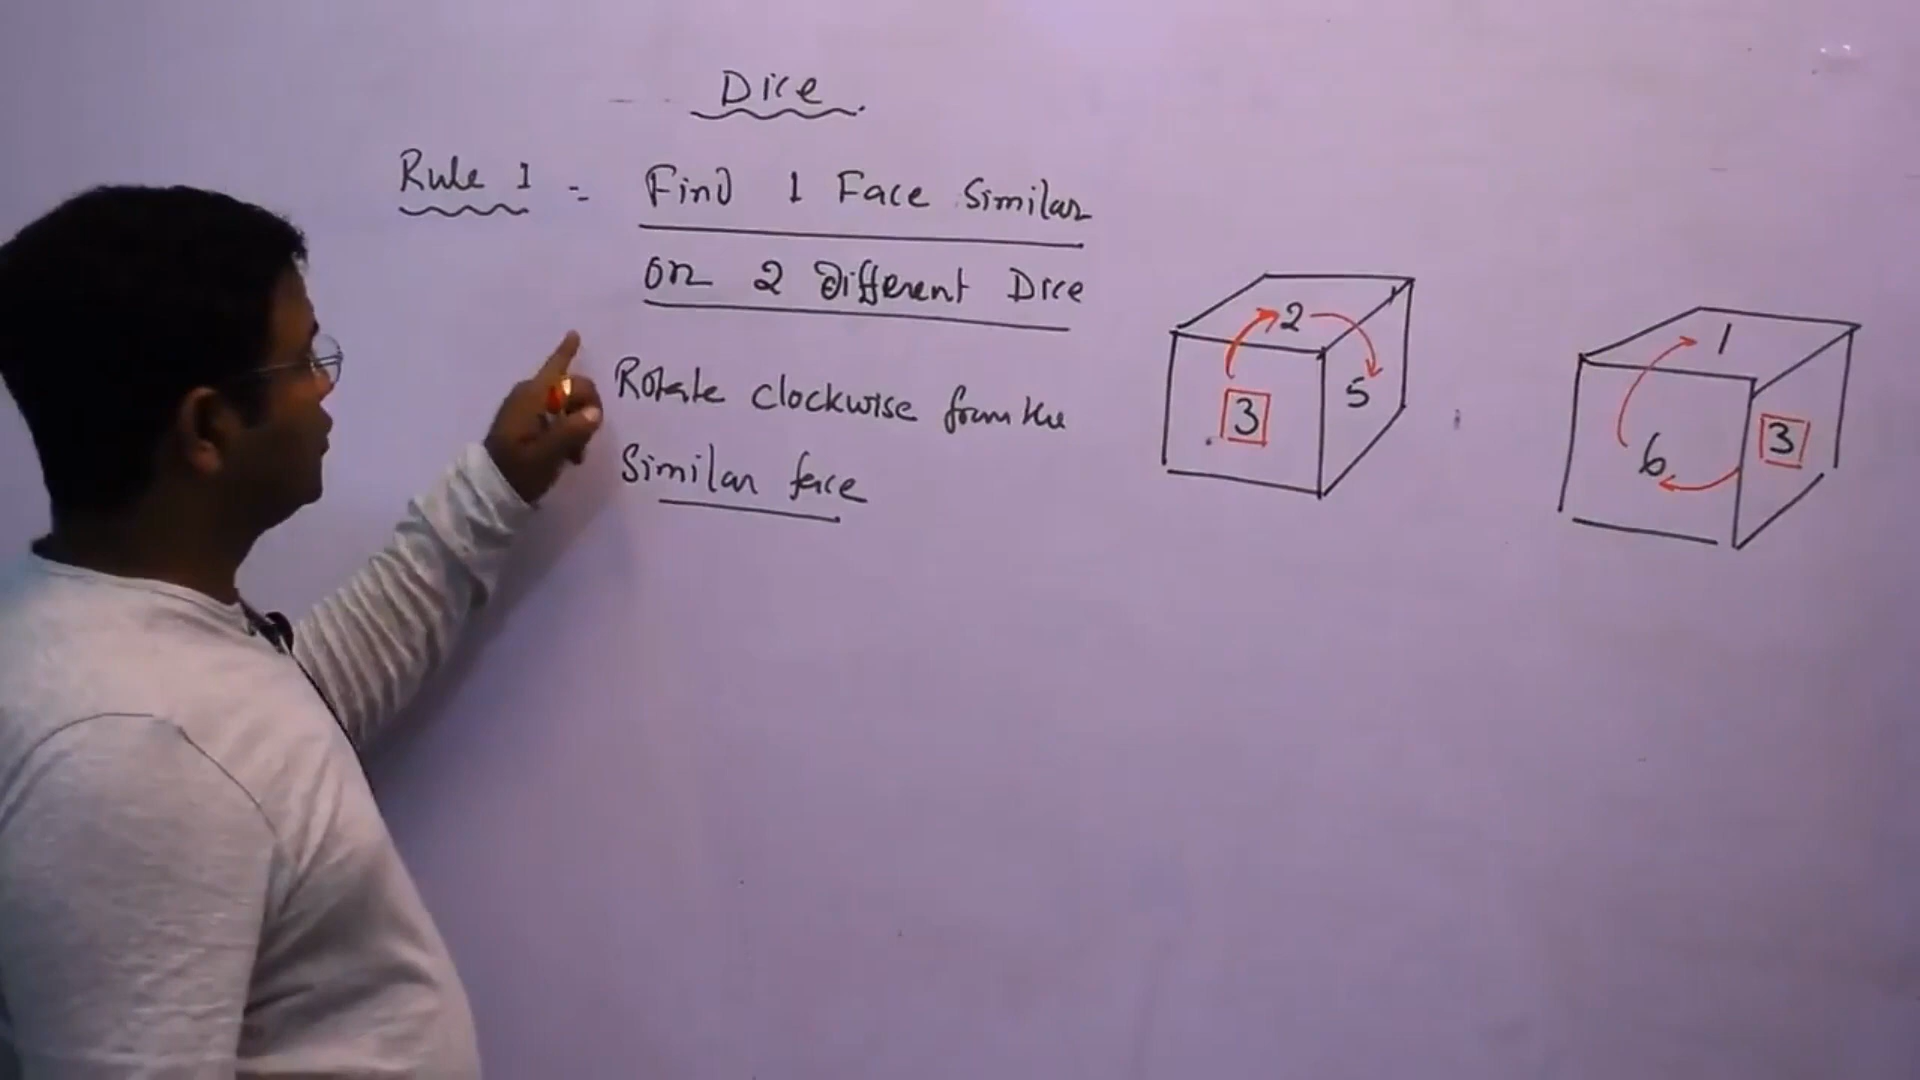 Dice
Rule 1 = Find 1 Face Similar
on 2 Different Dice
Rotate clockwise from the
Similar face
2
3
5
1
6
3